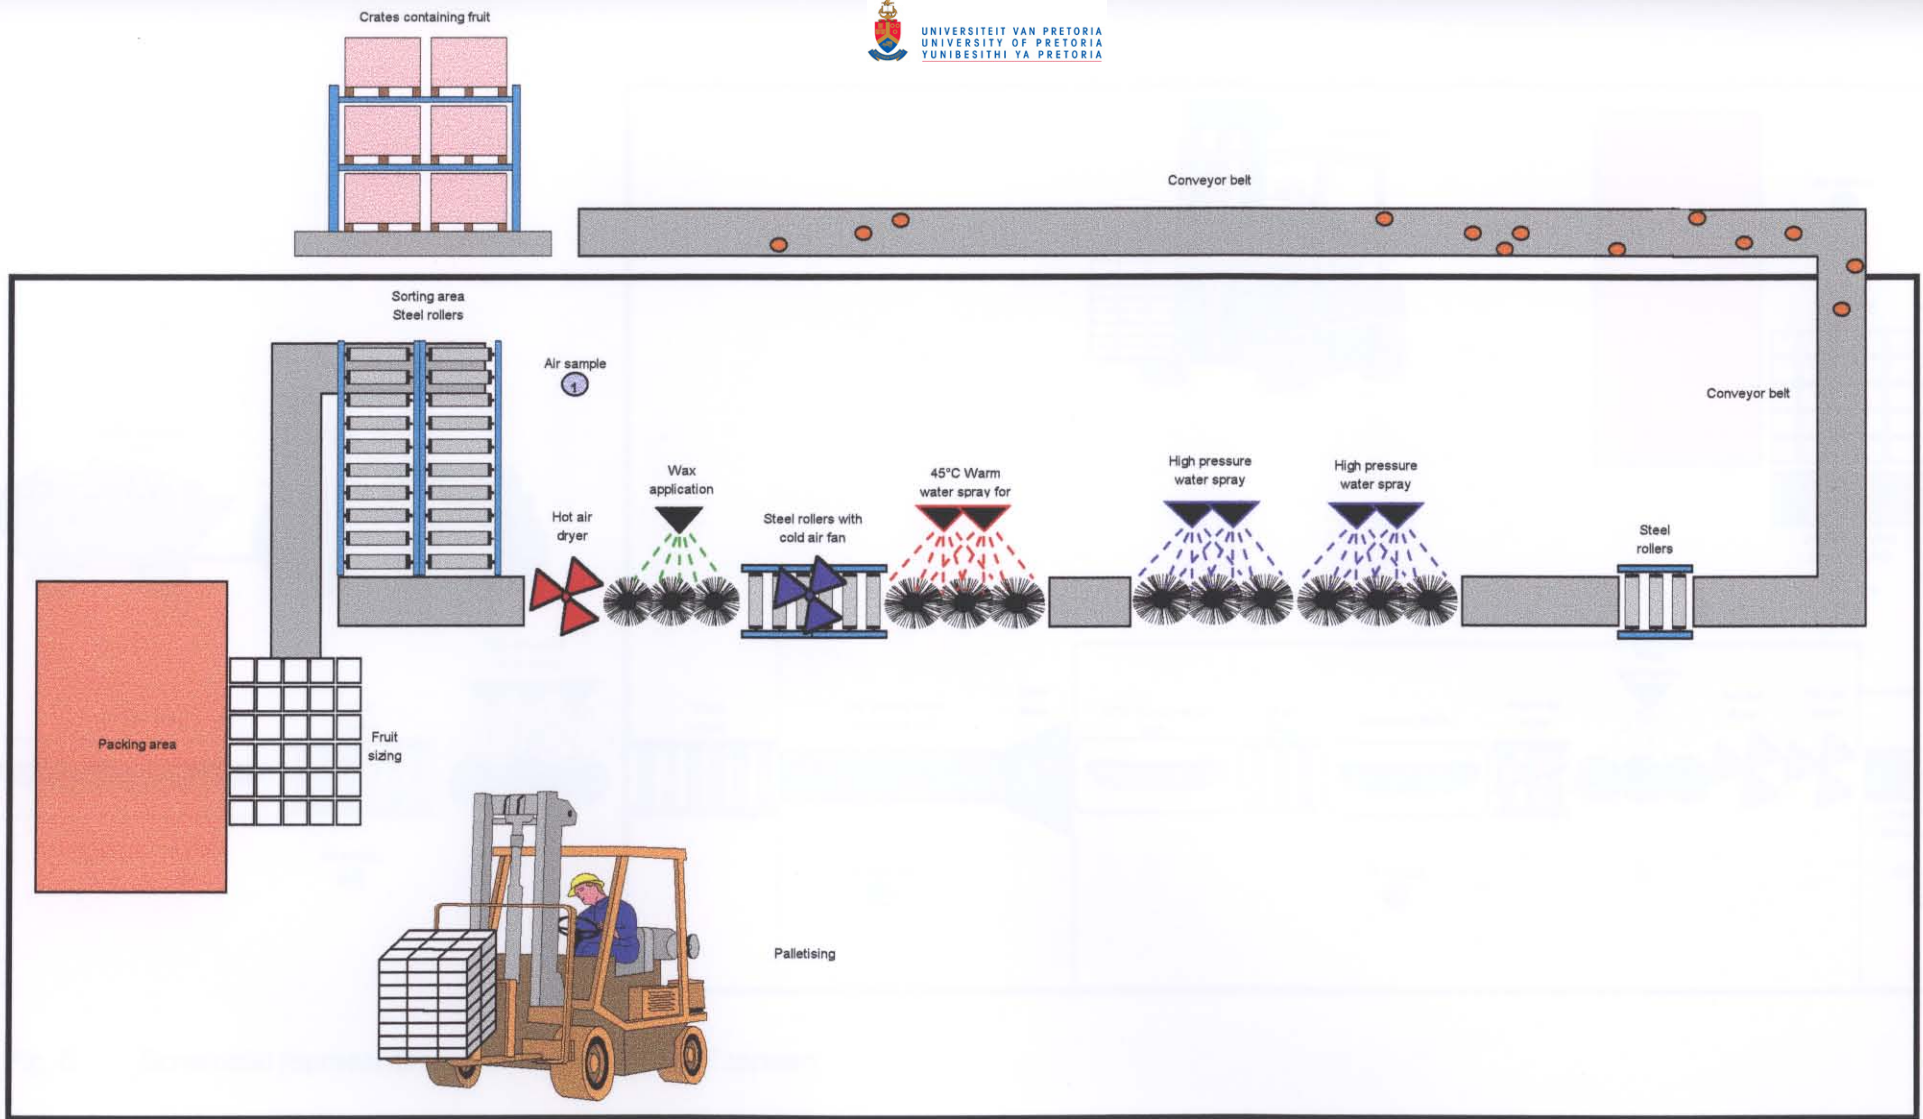 Crates containing fruit
UNIVERSITEIT VAN PRETORIA
UNIVERSITY OF PRETORIA
YUNIBESITHI YA PRETORIA
Conveyor belt
Sorting area
Steel rollers
Air sample
1
Conveyor belt
Wax
application
45°C Warm
water spray for
High pressure
water spray
High pressure
water spray
Hot air
dryer
Steel rollers with
cold air fan
Steel
rollers
Packing area
Fruit
sizing
Palletising